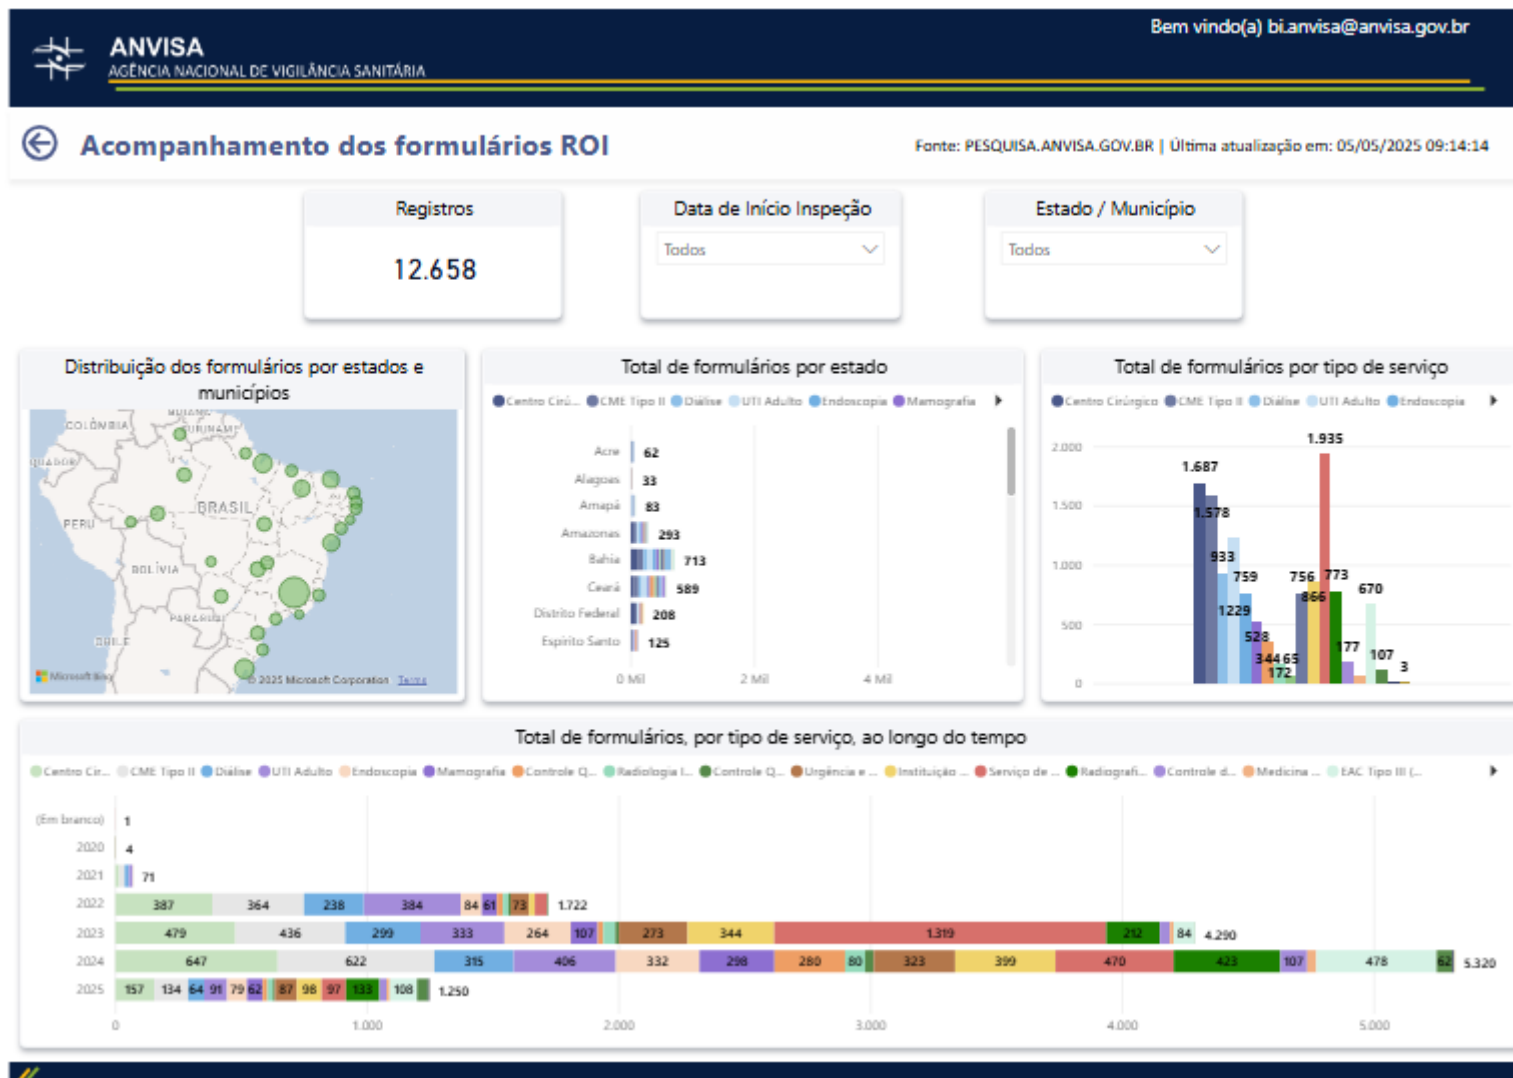 Bem vindo(a) bi.anvisa@anvisa.gov.br
ANVISA
AGÊNCIA NACIONAL DE VIGILÂNCIA SANITÁRIA
Acompanhamento dos formulários ROI
Fonte: PESQUISA.ANVISA.GOV.BR | Última atualização em: 05/05/2025 09:14:14
Registros
12.658
Data de Início Inspeção
Todos
Estado / Município
Todos
Distribuição dos formulários por estados e
municípios
COLÔMBIA
SURINAME
PERU
BRASIL
BOLÍVIA
PARAGUAI
CHILE
Microsoft Bing
© 2025 Microsoft Corporation Terms
Total de formulários por estado
Centro Cirú... CME Tipo II Diálise UTI Adulto Endoscopia Mamografia
Acre 62
Alagoas 33
Amapá 83
Amazonas 293
Bahia 713
Ceará 589
Distrito Federal 208
Espírito Santo 125
0 Mil 2 Mil 4 Mil
Total de formulários por tipo de serviço
Centro Cirúrgico CME Tipo II Diálise UTI Adulto Endoscopia
2.000
1.500
1.000
500
0
1.687
1.578
933
1229
759
528
344
172
65
756
866
1.935
773
177
670
107
3
Total de formulários, por tipo de serviço, ao longo do tempo
Centro Cir... CME Tipo II Diálise UTI Adulto Endoscopia Mamografia Controle Q... Radiologia I... Controle Q... Urgência e ... Instituição ... Serviço de ... Radiografi... Controle d... Medicina ... EAC Tipo III (...
(Em branco) 1
2020 4
2021 71
2022 387 364 238 384 84 61 73 1.722
2023 479 436 299 333 264 107 273 344 1.319 212 84 4.290
2024 647 622 315 406 332 298 280 80 323 399 470 423 107 478 62 5.320
2025 157 134 64 91 79 62 87 98 97 133 108 1.250
0 1.000 2.000 3.000 4.000 5.000